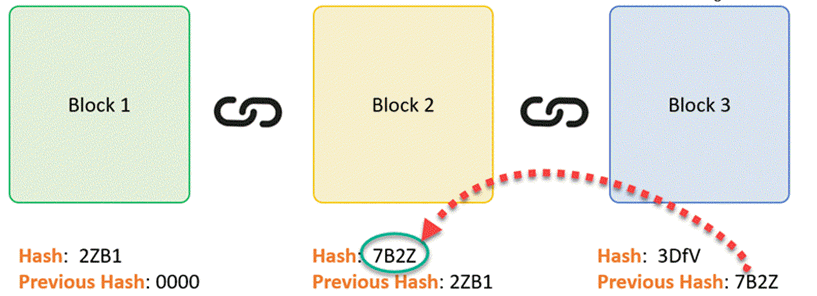 Block 1
Block 2
Block 3
Hash: 2ZB1
Previous Hash: 0000
Hash: 7B2Z
Previous Hash: 2ZB1
Hash: 3DfV
Previous Hash: 7B2Z